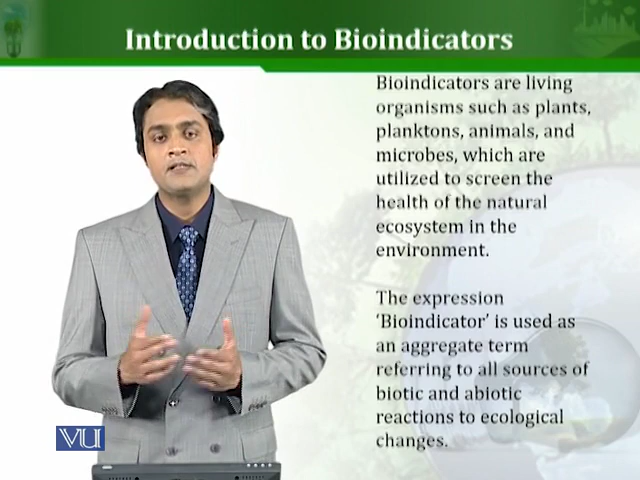 Introduction to Bioindicators
Bioindicators are living
organisms such as plants,
planktons, animals, and
microbes, which are
utilized to screen the
health of the natural
ecosystem in the
environment.
The expression
‘Bioindicator’ is used as
an aggregate term
referring to all sources of
biotic and abiotic
reactions to ecological
changes.
VU